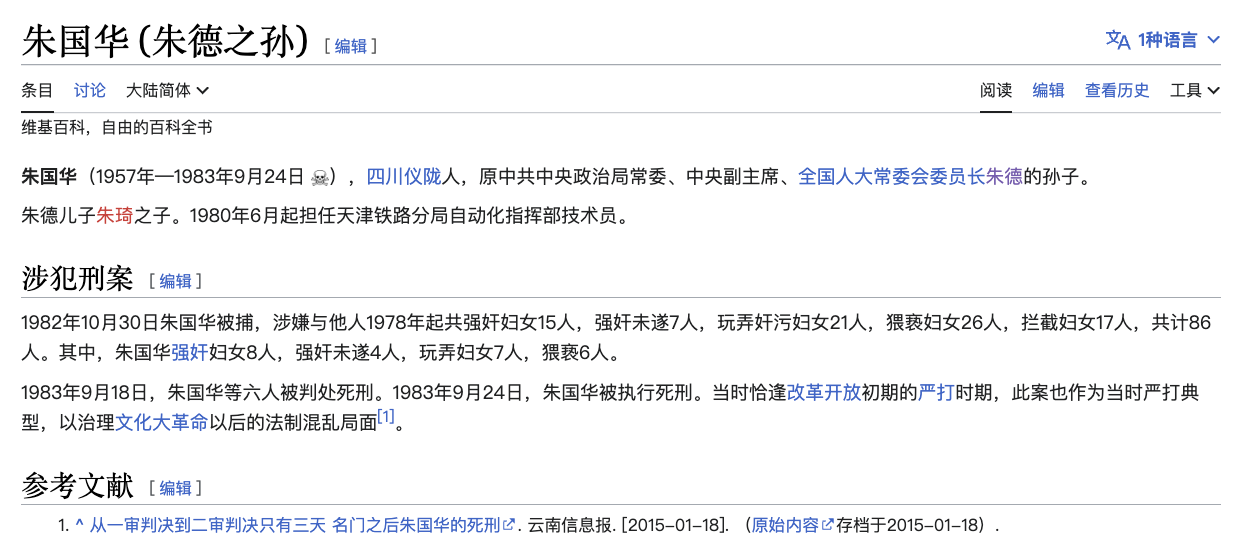 朱国华 (朱德之孙) [ 编辑 ]
文A 1种语言
条目 讨论 大陆简体 阅读 编辑 查看历史 工具
维基百科，自由的百科全书
朱国华（1957年—1983年9月24日 ☠），四川仪陇人，原中共中央政治局常委、中央副主席、全国人大常委会委员长朱德的孙子。
朱德儿子朱琦之子。1980年6月起担任天津铁路分局自动化指挥部技术员。
涉犯刑案 [ 编辑 ]
1982年10月30日朱国华被捕，涉嫌与他人1978年起共强奸妇女15人，强奸未遂7人，玩弄奸污妇女21人，猥亵妇女26人，拦截妇女17人，共计86
人。其中，朱国华强奸妇女8人，强奸未遂4人，玩弄妇女7人，猥亵6人。
1983年9月18日，朱国华等六人被判处死刑。1983年9月24日，朱国华被执行死刑。当时恰逢改革开放初期的严打时期，此案也作为当时严打典
型，以治理文化大革命以后的法制混乱局面[1]。
参考文献 [ 编辑 ]
1. ^ 从一审判决到二审判决只有三天 名门之后朱国华的死刑. 云南信息报. [2015-01-18]. （原始内容存档于2015-01-18）.